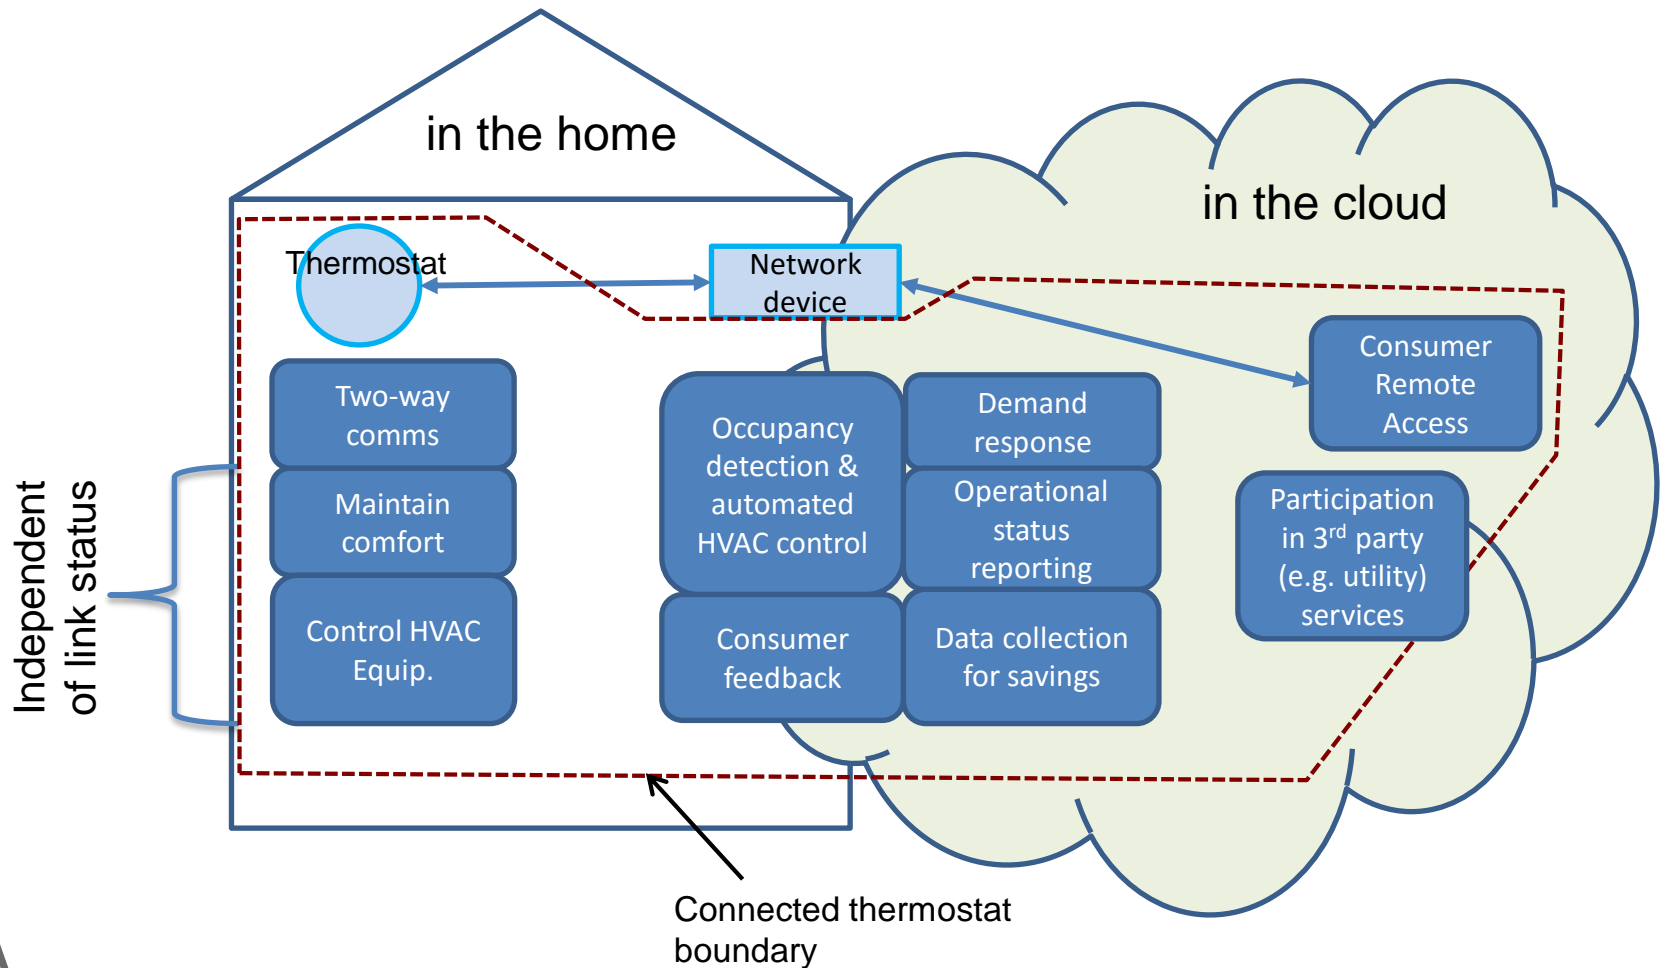 in the home
in the cloud
Thermostat
Network
device
Consumer
Remote
Access
Two-way
comms
Maintain
comfort
Control HVAC
Equip.
Independent
of link status
Occupancy
detection &
automated
HVAC control
Consumer
feedback
Demand
response
Operational
status
reporting
Data collection
for savings
Participation
in 3rd party
(e.g. utility)
services
Connected thermostat
boundary